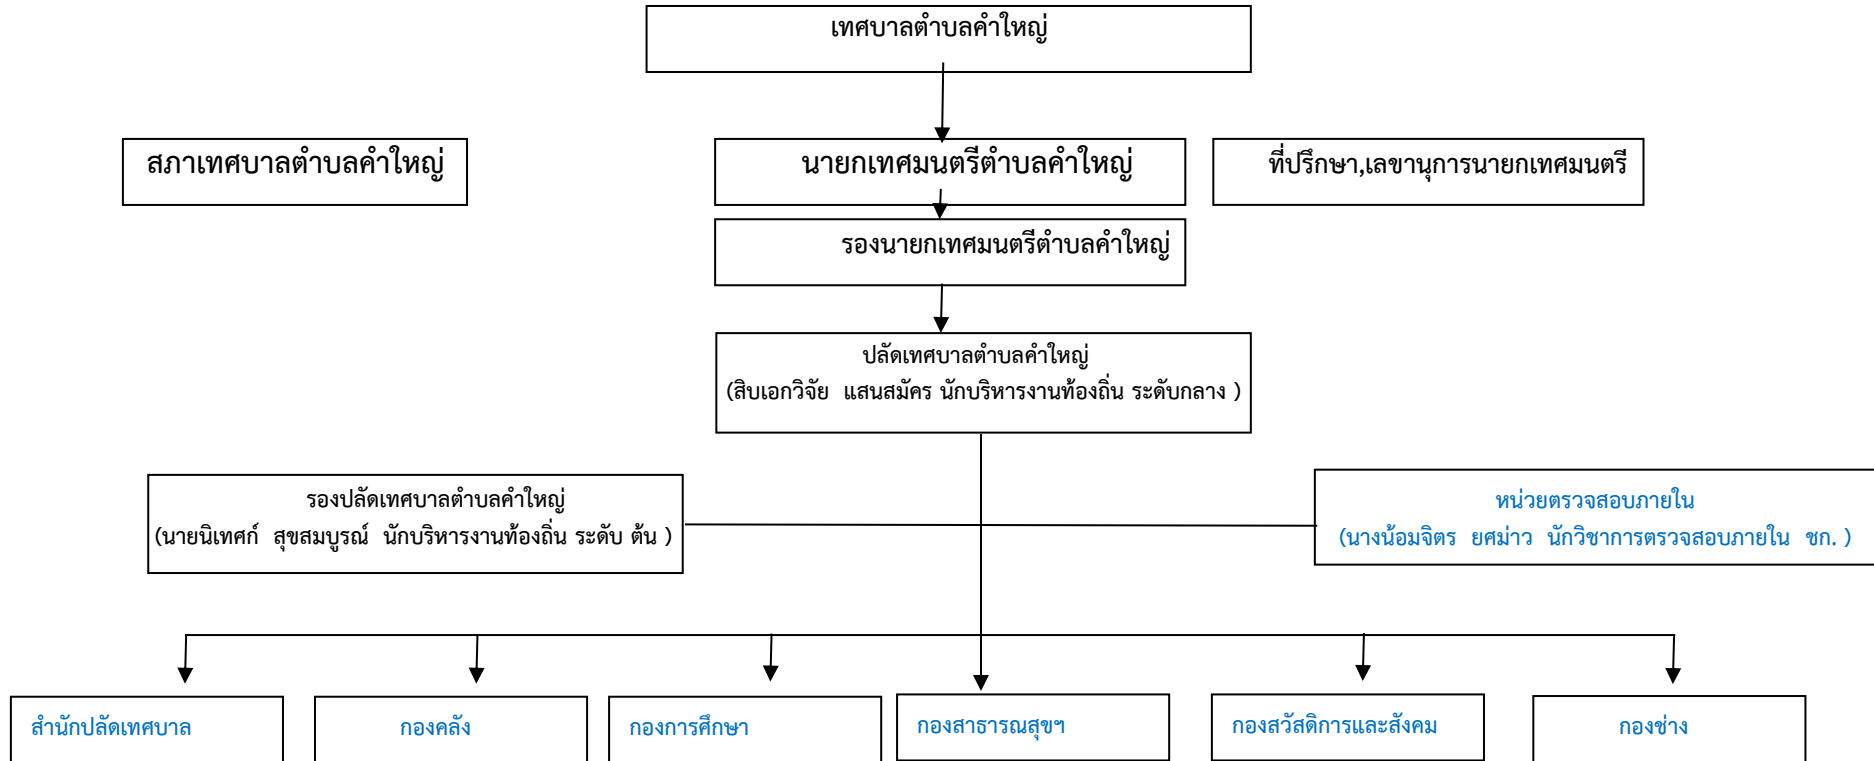 เทศบาลตำบลคำใหญ่
สภาเทศบาลตำบลคำใหญ่
นายกเทศมนตรีตำบลคำใหญ่
ที่ปรึกษา,เลขานุการนายกเทศมนตรี
รองนายกเทศมนตรีตำบลคำใหญ่
ปลัดเทศบาลตำบลคำใหญ่
(สิบเอกวิจัย แสนสมัคร นักบริหารงานท้องถิ่น ระดับกลาง )
รองปลัดเทศบาลตำบลคำใหญ่
(นายนิเทศก์ สุขสมบูรณ์ นักบริหารงานท้องถิ่น ระดับ ต้น )
หน่วยตรวจสอบภายใน
(นางน้อมจิตร ยศม่าว นักวิชาการตรวจสอบภายใน ชก. )
สำนักปลัดเทศบาล
กองคลัง
กองการศึกษา
กองสาธารณสุขฯ
กองสวัสดิการและสังคม
กองช่าง